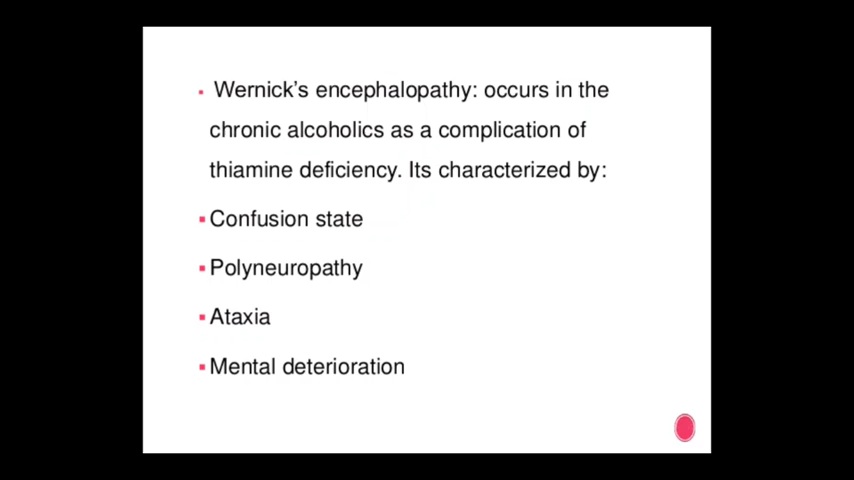 ▪ Wernick's encephalopathy: occurs in the
chronic alcoholics as a complication of
thiamine deficiency. Its characterized by:
▪ Confusion state
▪ Polyneuropathy
▪ Ataxia
▪ Mental deterioration